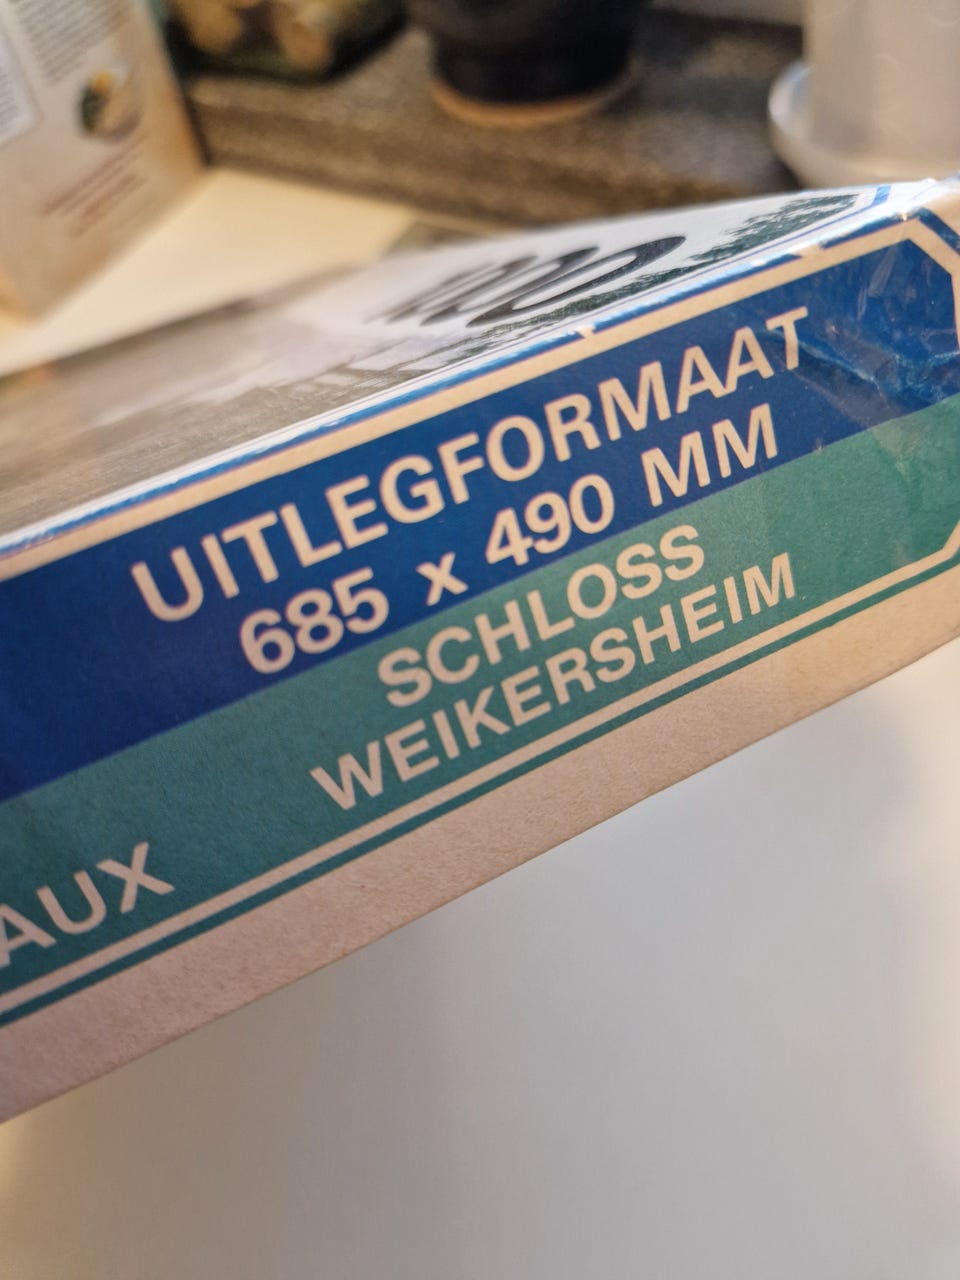 UITLEGFORMAAT
685 x 490 MM
SCHLOSS
WEIKERSHEIM
AUX